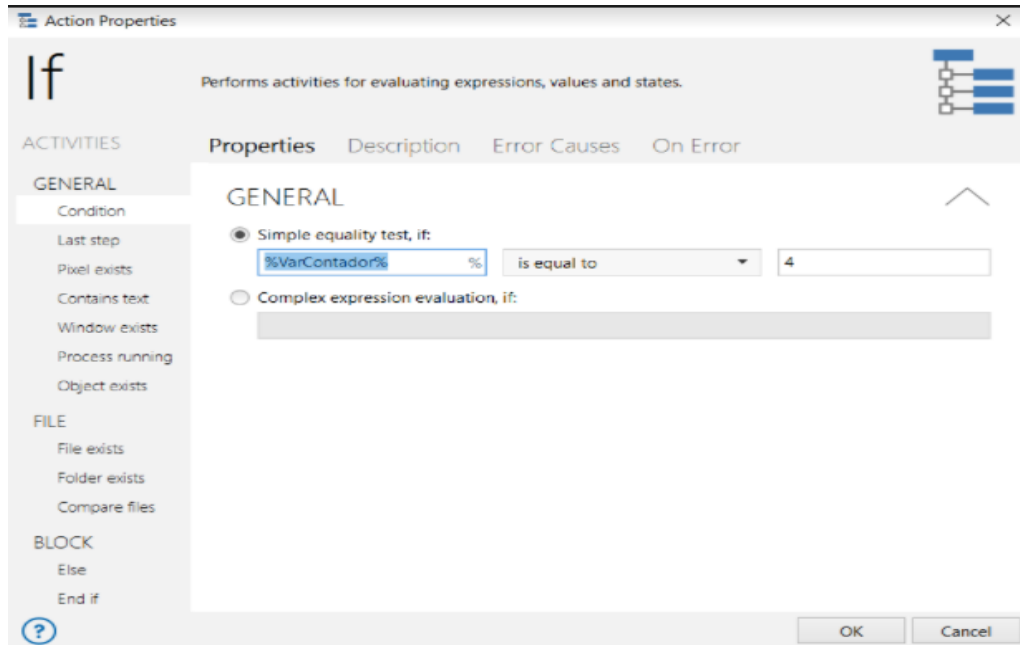 Action Properties
If
Performs activities for evaluating expressions, values and states.
ACTIVITIES
Properties Description Error Causes On Error
GENERAL
Condition
Last step
Pixel exists
Contains text
Window exists
Process running
Object exists
FILE
File exists
Folder exists
Compare files
BLOCK
Else
End if
GENERAL
Simple equality test, if:
%VarContador% % is equal to 4
Complex expression evaluation, if:
?
OK Cancel